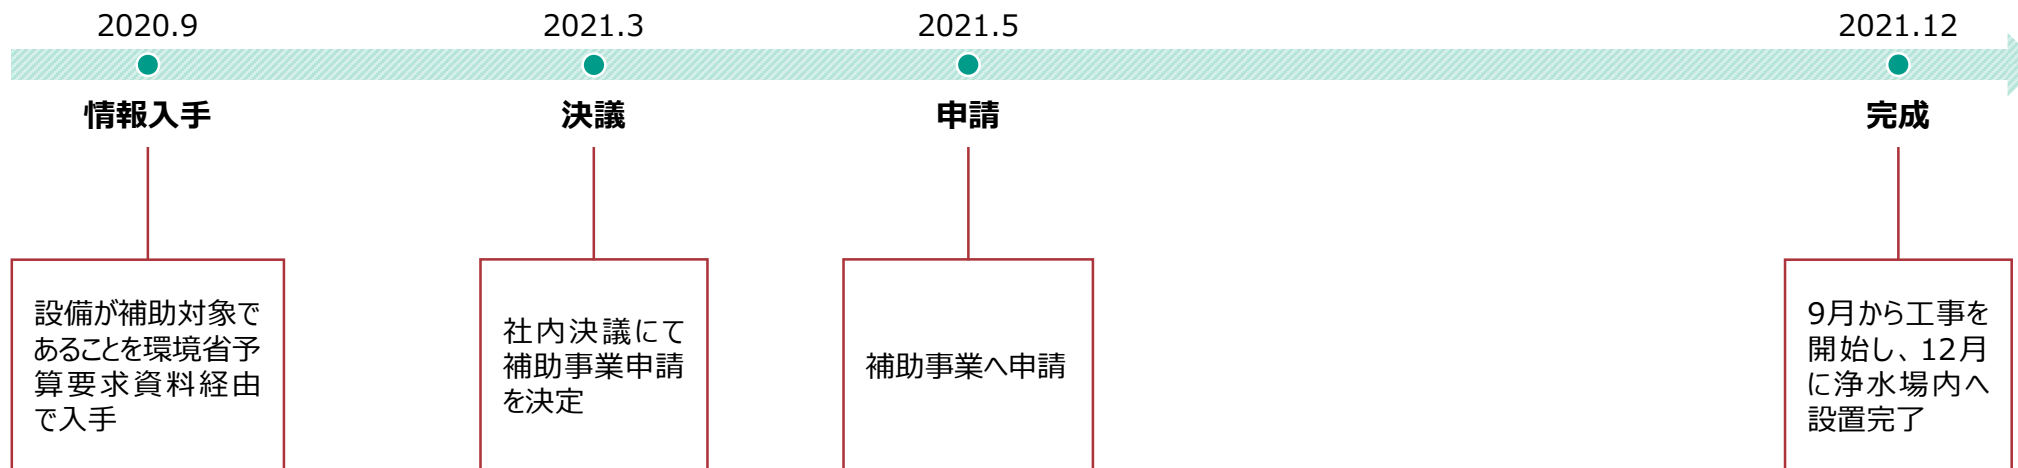 2020.9
2021.3
2021.5
2021.12
情報入手
決議
申請
完成
設備が補助対象で
あることを環境省予
算要求資料経由
で入手
社内決議にて
補助事業申請
を決定
補助事業へ申請
9月から工事を
開始し、12月
に浄水場内へ
設置完了